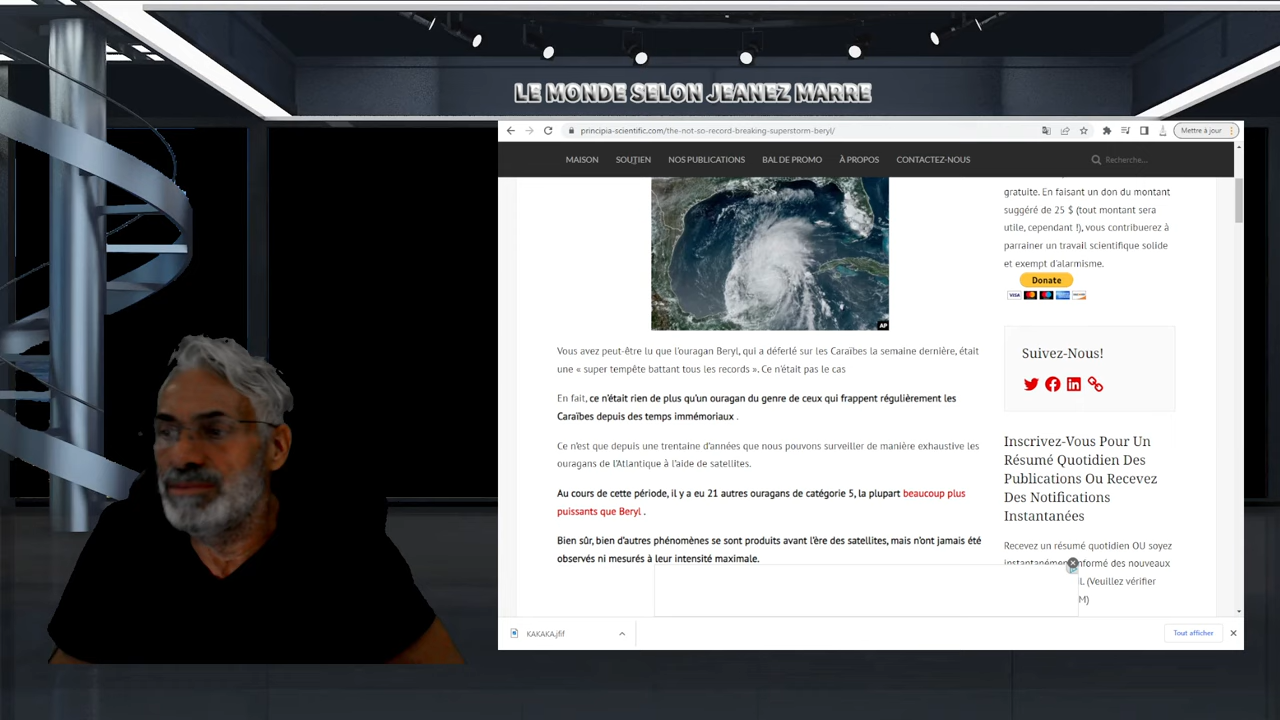 LE MONDE SELON JEANEZ MARRE
principia-scientific.com/the-not-so-record-breaking-superstorm-beryl/
Mettre à jour
MAISON
SOUTIEN
NOS PUBLICATIONS
BAL DE PROMO
À PROPOS
CONTACTEZ-NOUS
Recherche...
AP
Vous avez peut-être lu que l'ouragan Beryl, qui a déferlé sur les Caraïbes la semaine dernière, était
une « super tempête battant tous les records ». Ce n'était pas le cas
En fait, ce n'était rien de plus qu'un ouragan du genre de ceux qui frappent régulièrement les
Caraïbes depuis des temps immémoriaux .
Ce n'est que depuis une trentaine d'années que nous pouvons surveiller de manière exhaustive les
ouragans de l'Atlantique à l'aide de satellites.
Au cours de cette période, il y a eu 21 autres ouragans de catégorie 5, la plupart beaucoup plus
puissants que Beryl .
Bien sûr, bien d'autres phénomènes se sont produits avant l'ère des satellites, mais n'ont jamais été
observés ni mesurés à leur intensité maximale.
gratuite. En faisant un don du montant
suggéré de 25 $ (tout montant sera
utile, cependant !), vous contribuerez à
parrainer un travail scientifique solide
et exempt d'alarmisme.
Donate
VISA
Suivez-Nous!
Inscrivez-Vous Pour Un
Résumé Quotidien Des
Publications Ou Recevez
Des Notifications
Instantanées
Recevez un résumé quotidien OU soyez
instantanément informé des nouveaux
l. (Veuillez vérifier
M)
KAKAKA.jfif
Tout afficher